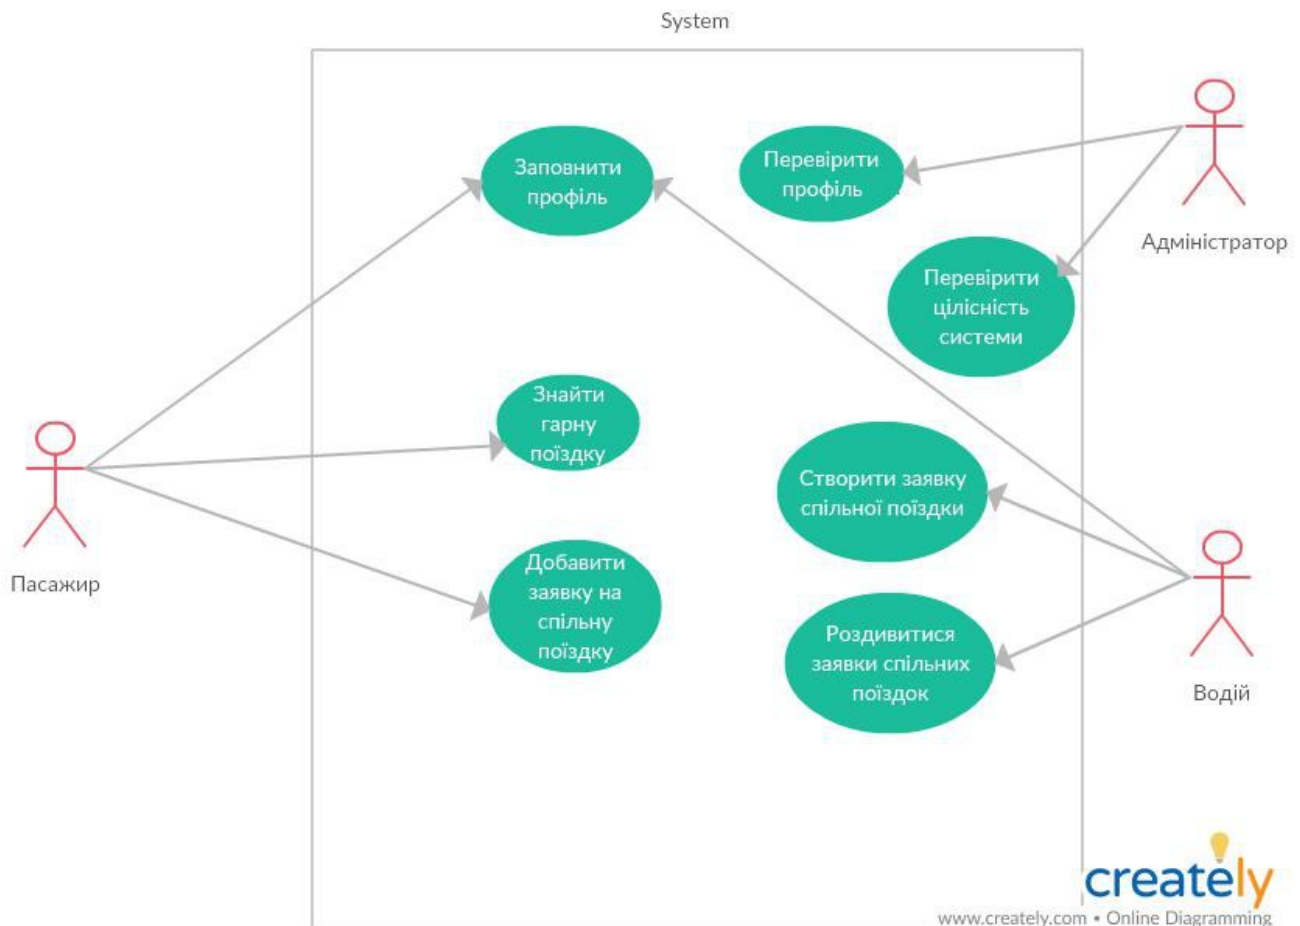 System
Заповнити
профіль
Перевірити
профіль
Адміністратор
Перевірити
цілісність
системи
Знайти
гарну
поїздку
Створити заявку
спільної поїздки
Добавити
заявку на
спільну
поїздку
Пасажир
Роздивитися
заявки спільних
поїздок
Водій
creately
www.creately.com • Online Diagramming